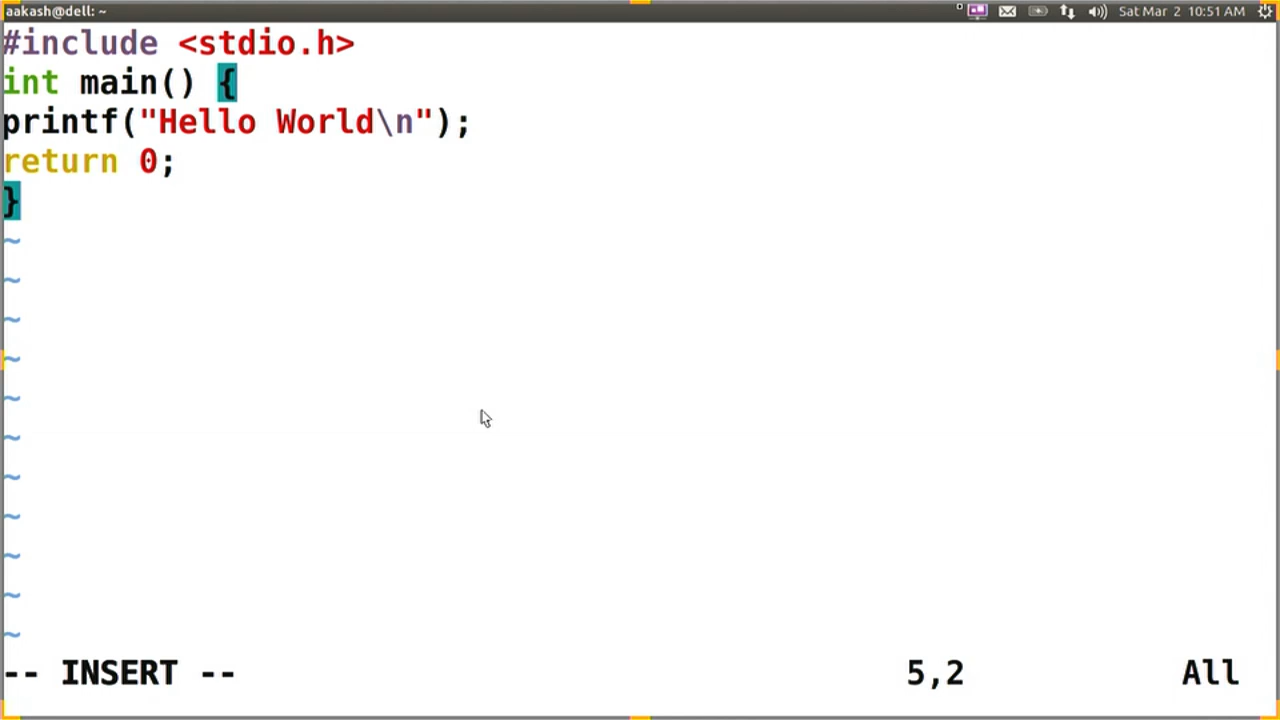 aakash@dell: ~
Sat Mar 2 10:51 AM
#include <stdio.h>
int main() {
printf("Hello World\n");
return 0;
}
~
~
~
~
~
~
~
~
~
~
~
-- INSERT -- 5,2 All